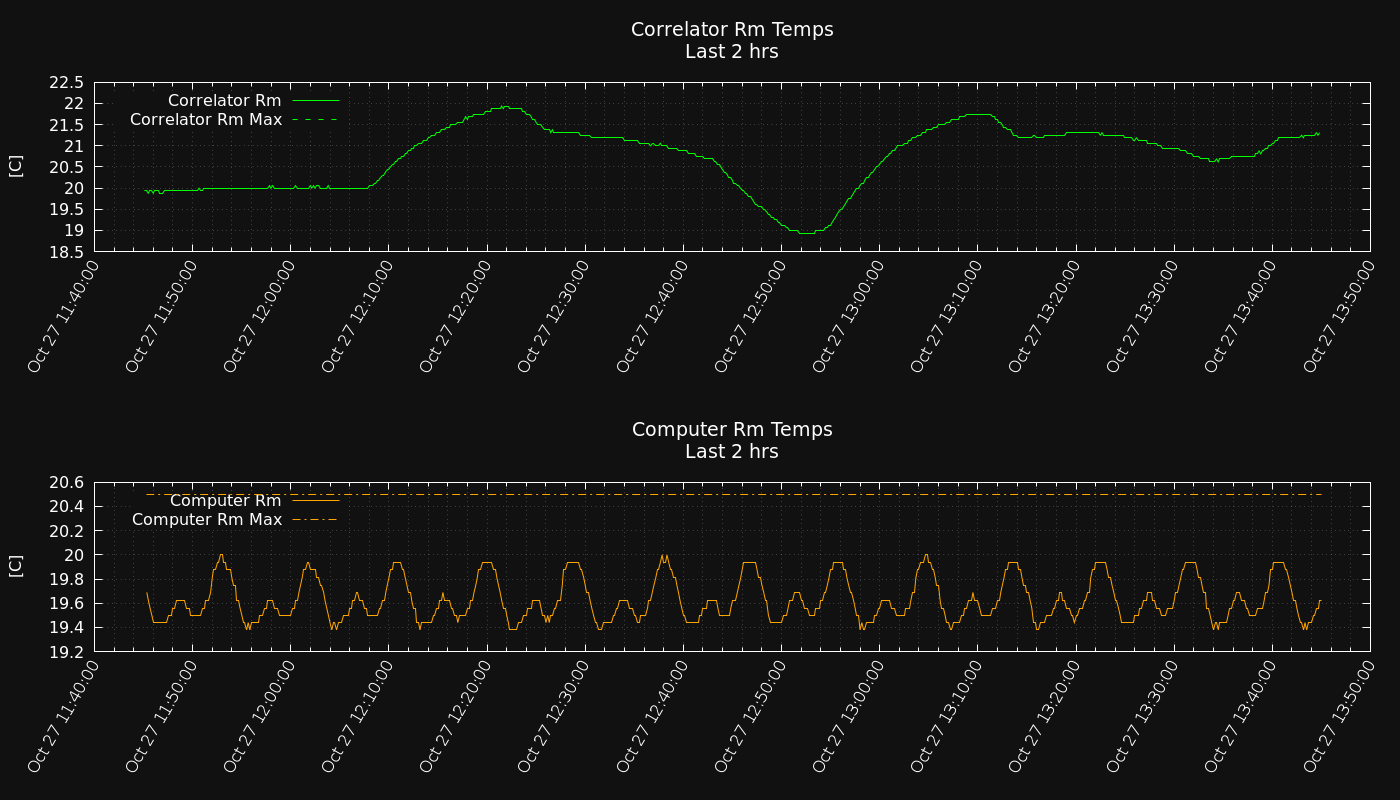 Correlator Rm Temps
Last 2 hrs
[C]
22.5
22
21.5
21
20.5
20
19.5
19
18.5
Correlator Rm
Correlator Rm Max
Oct 27 11:40:00
Oct 27 11:50:00
Oct 27 12:00:00
Oct 27 12:10:00
Oct 27 12:20:00
Oct 27 12:30:00
Oct 27 12:40:00
Oct 27 12:50:00
Oct 27 13:00:00
Oct 27 13:10:00
Oct 27 13:20:00
Oct 27 13:30:00
Oct 27 13:40:00
Oct 27 13:50:00
Computer Rm Temps
Last 2 hrs
[C]
20.6
20.4
20.2
20
19.8
19.6
19.4
19.2
Computer Rm
Computer Rm Max
Oct 27 11:40:00
Oct 27 11:50:00
Oct 27 12:00:00
Oct 27 12:10:00
Oct 27 12:20:00
Oct 27 12:30:00
Oct 27 12:40:00
Oct 27 12:50:00
Oct 27 13:00:00
Oct 27 13:10:00
Oct 27 13:20:00
Oct 27 13:30:00
Oct 27 13:40:00
Oct 27 13:50:00